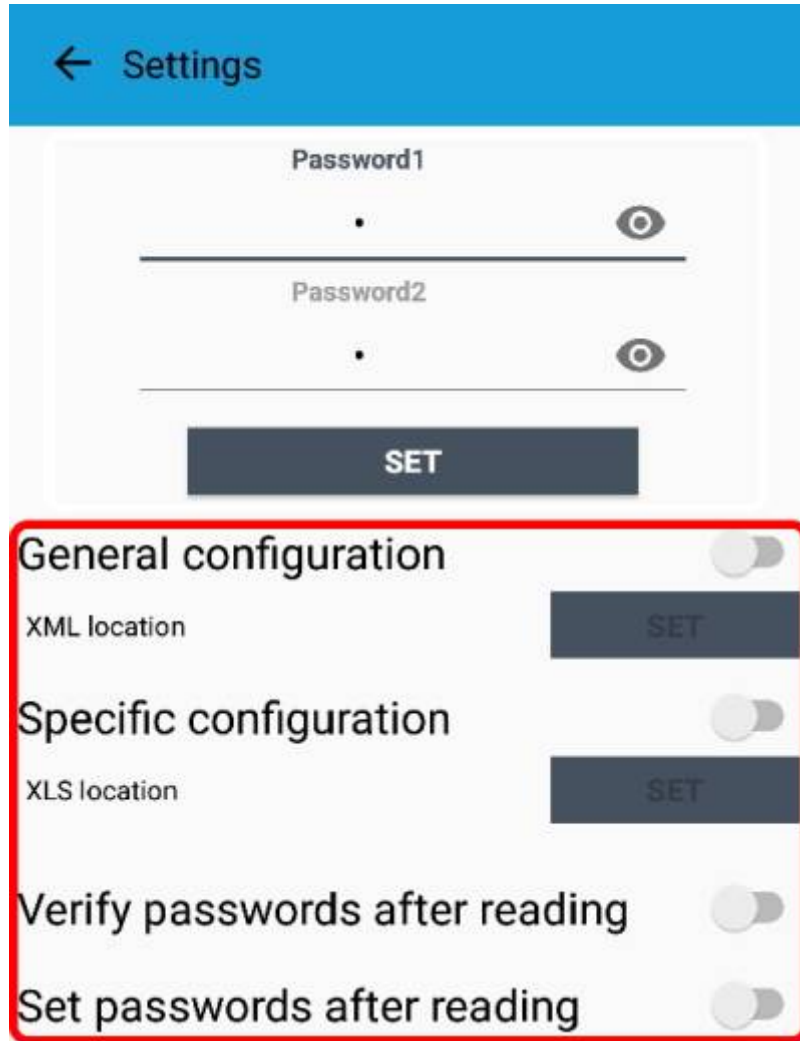 Settings
Password1
•
Password2
•
SET
General configuration
XML location
SET
Specific configuration
XLS location
SET
Verify passwords after reading
Set passwords after reading